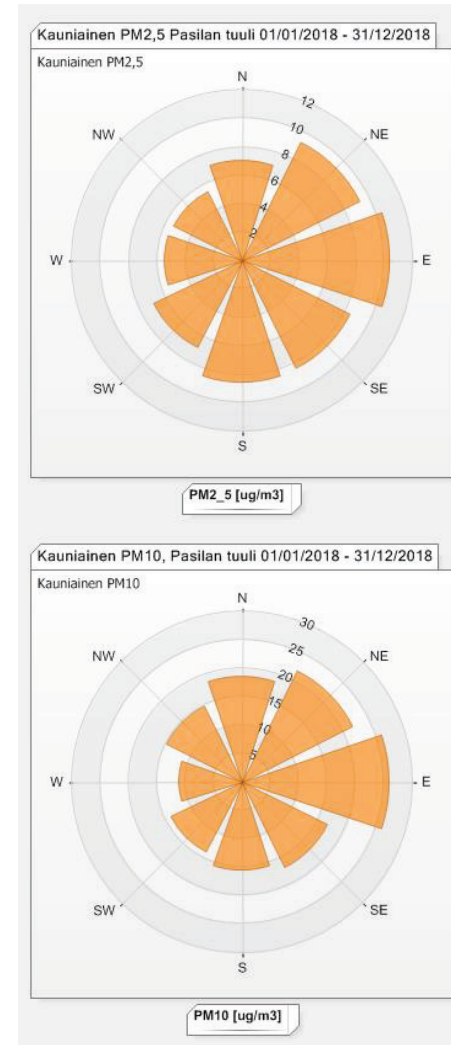 Kauniainen PM2,5 Pasilan tuuli 01/01/2018 - 31/12/2018
Kauniainen PM2,5
N
12
NW
10
NE
8
6
4
2
W
E
SW
SE
S
PM2_5 [ug/m3]
Kauniainen PM10, Pasilan tuuli 01/01/2018 - 31/12/2018
Kauniainen PM10
N
30
NW
25
NE
20
15
10
5
W
E
SW
SE
S
PM10 [ug/m3]